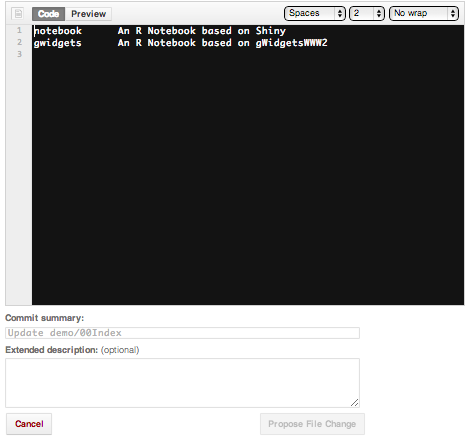 Code Preview Spaces 2 No wrap
1 notebook An R Notebook based on Shiny
2 gwidgets An R Notebook based on gWidgetsWWW2
3
Commit summary:
Update demo/00Index
Extended description: (optional)
Cancel Propose File Change